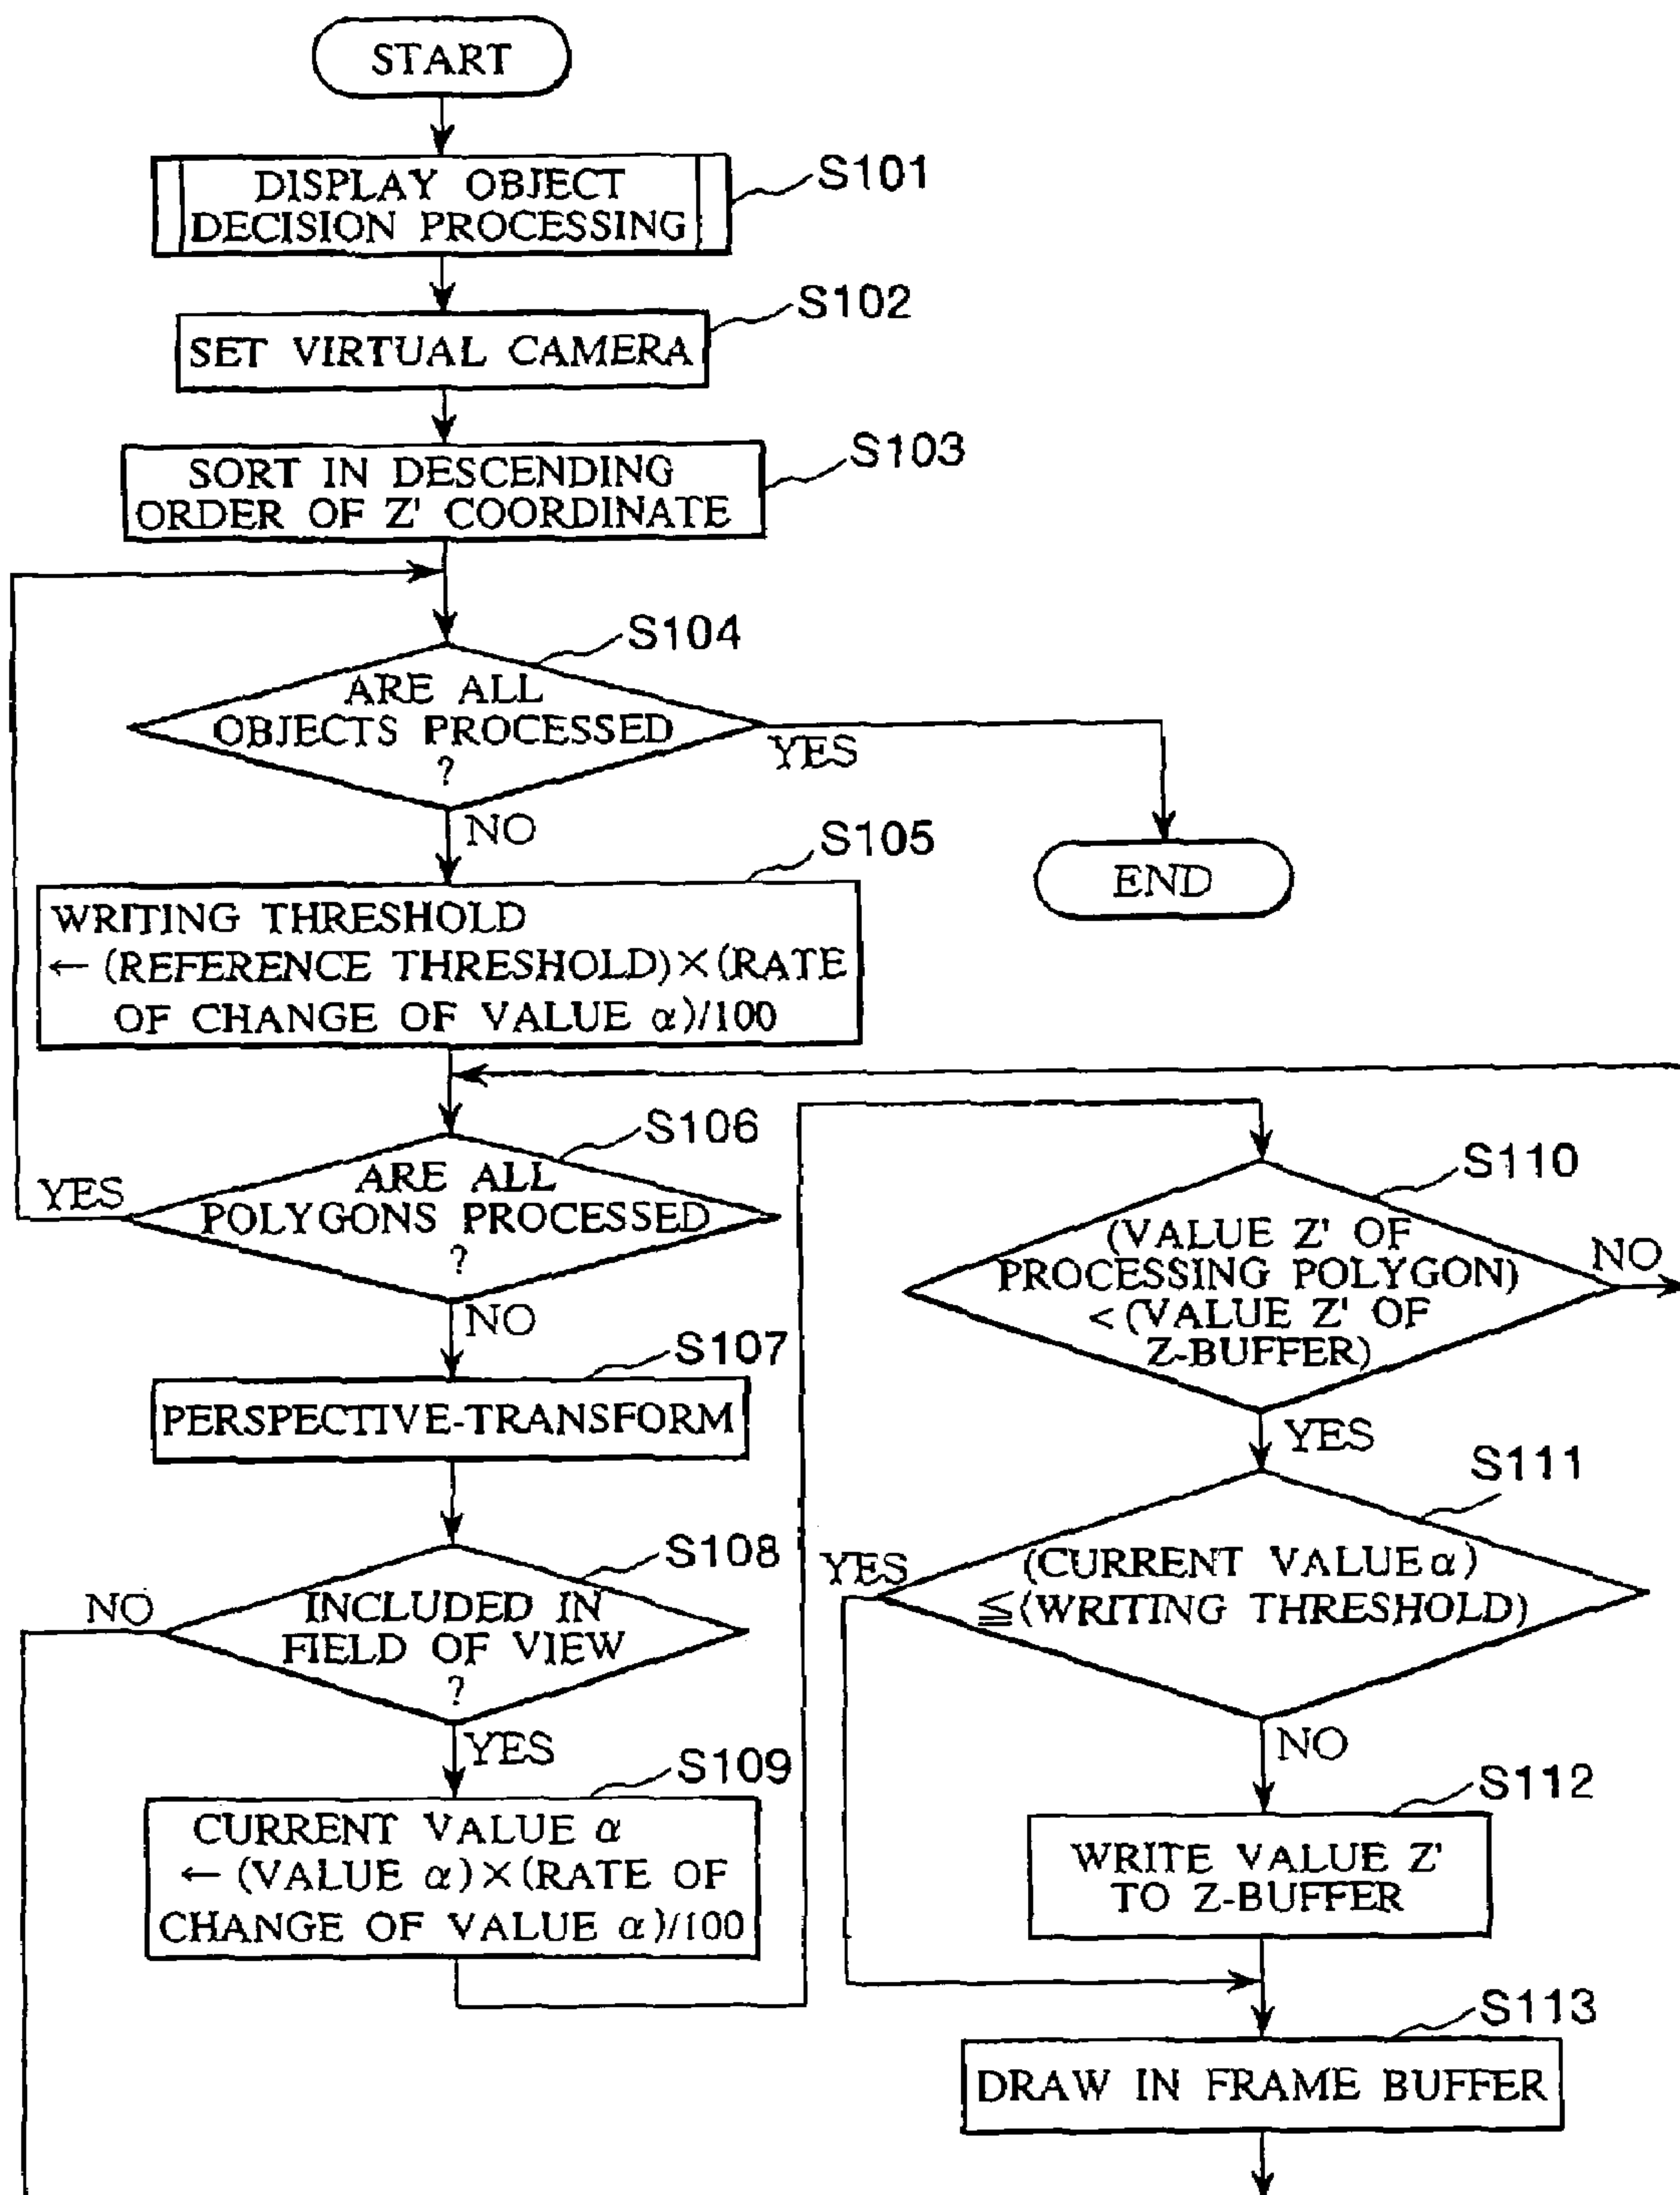 START
DISPLAY OBJECT
DECISION PROCESSING
S101
SET VIRTUAL CAMERA
S102
SORT IN DESCENDING
ORDER OF Z' COORDINATE
S103
ARE ALL
OBJECTS PROCESSED
?
S104
YES
NO
END
WRITING THRESHOLD
← (REFERENCE THRESHOLD)×(RATE
OF CHANGE OF VALUE α)/100
S105
ARE ALL
POLYGONS PROCESSED
?
S106
YES
NO
PERSPECTIVE-TRANSFORM
S107
INCLUDED IN
FIELD OF VIEW
?
S108
NO
YES
CURRENT VALUE α
← (VALUE α)×(RATE OF
CHANGE OF VALUE α)/100
S109
(VALUE Z' OF
PROCESSING POLYGON)
<(VALUE Z' OF
Z-BUFFER)
S110
NO
YES
(CURRENT VALUE α)
≦(WRITING THRESHOLD)
S111
YES
NO
WRITE VALUE Z'
TO Z-BUFFER
S112
DRAW IN FRAME BUFFER
S113